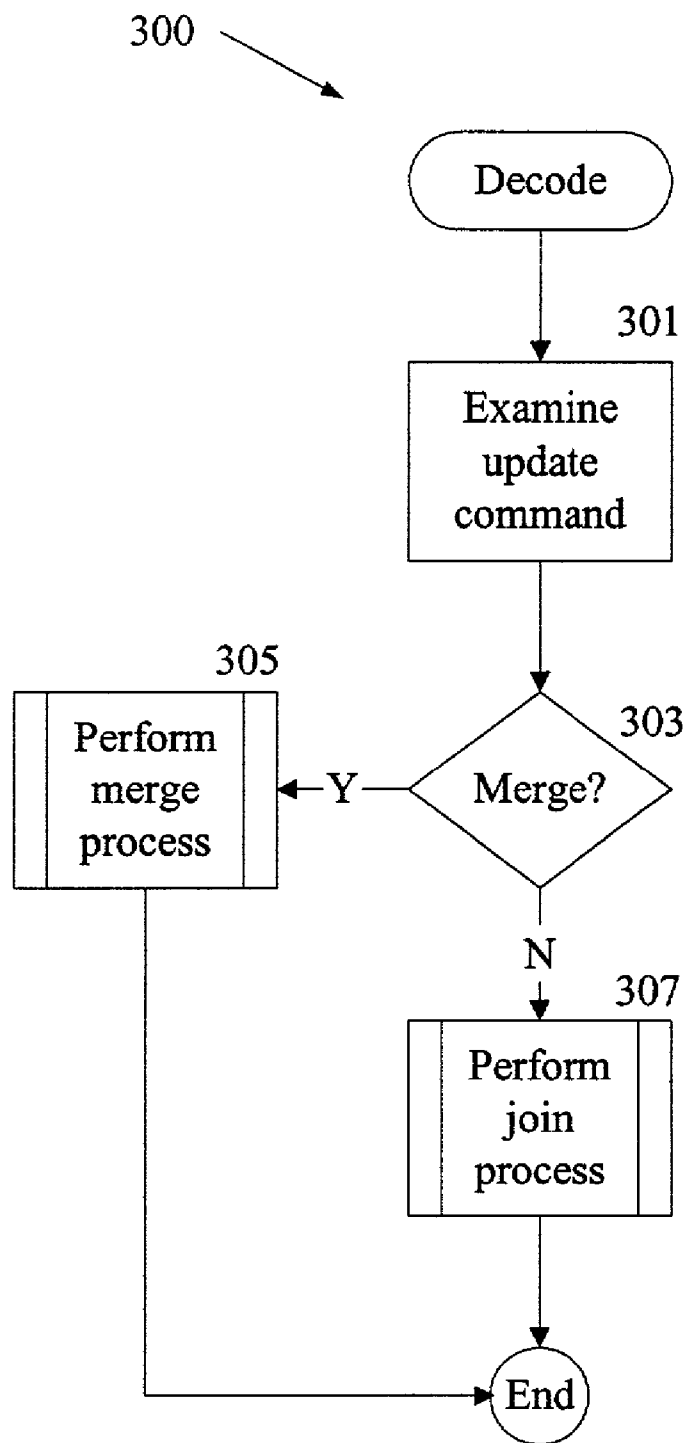 300
Decode
301
Examine
update
command
305
303
Perform
merge
process
Y
Merge?
N
307
Perform
join
process
End